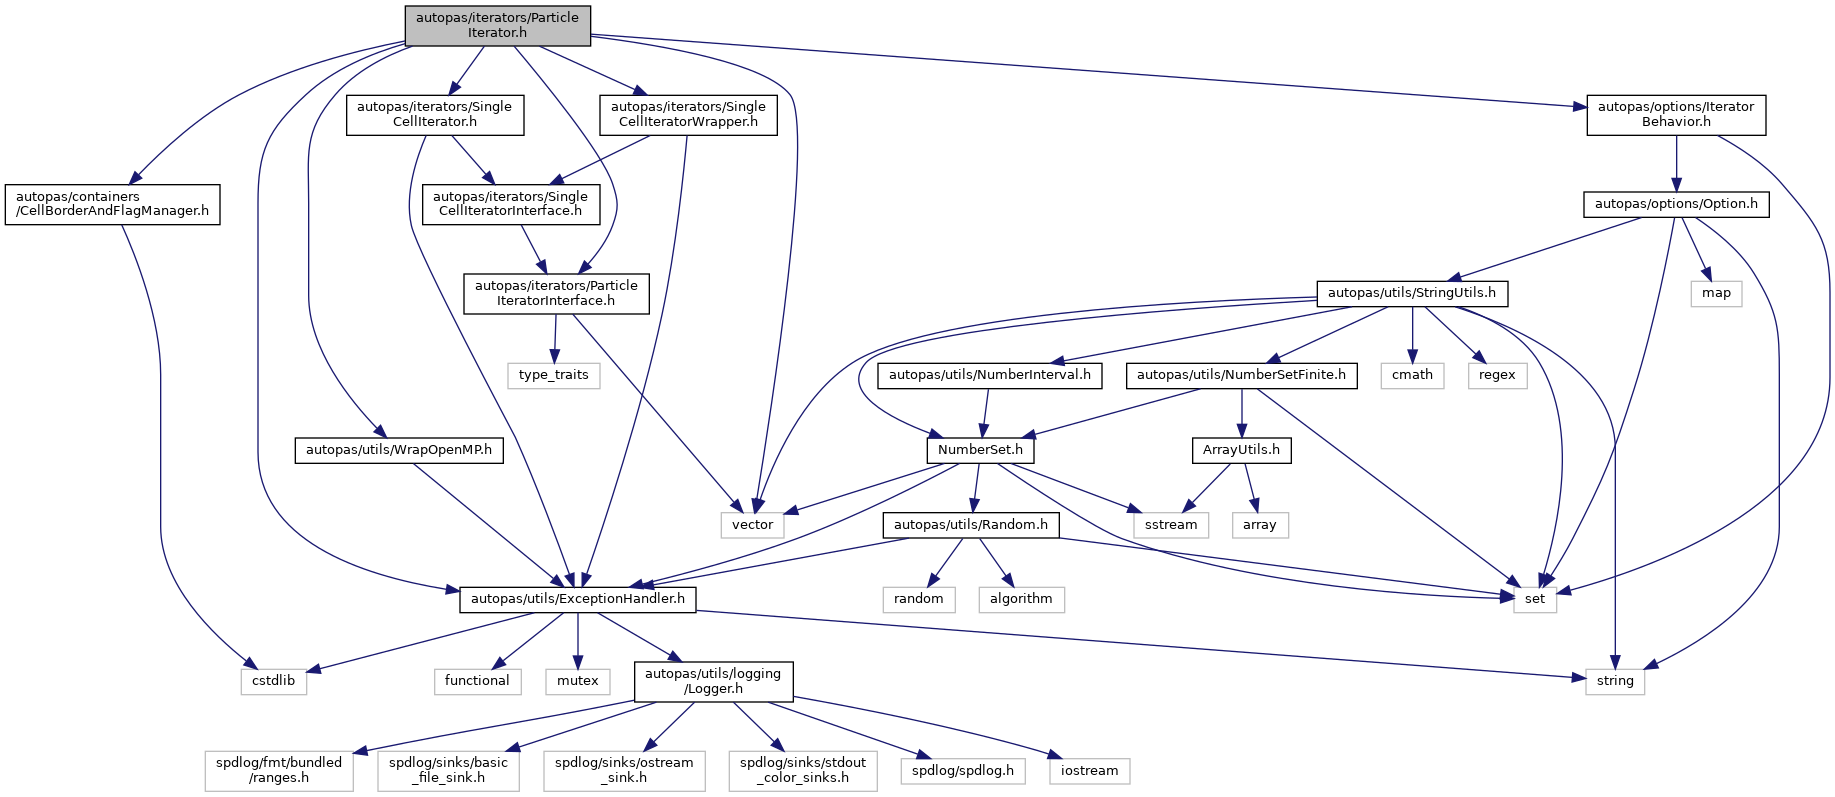 autopas/iterators/Particle
Iterator.h
autopas/iterators/Single
CellIterator.h
autopas/iterators/Single
CellIteratorWrapper.h
autopas/options/Iterator
Behavior.h
autopas/containers
/CellBorderAndFlagManager.h
autopas/iterators/Single
CellIteratorInterface.h
autopas/options/Option.h
autopas/iterators/Particle
IteratorInterface.h
autopas/utils/StringUtils.h
map
type_traits
autopas/utils/NumberInterval.h
autopas/utils/NumberSetFinite.h
cmath
regex
autopas/utils/WrapOpenMP.h
NumberSet.h
ArrayUtils.h
vector
autopas/utils/Random.h
sstream
array
autopas/utils/ExceptionHandler.h
random
algorithm
set
cstdlib
functional
mutex
autopas/utils/logging
/Logger.h
string
spdlog/fmt/bundled
/ranges.h
spdlog/sinks/basic
_file_sink.h
spdlog/sinks/ostream
_sink.h
spdlog/sinks/stdout
_color_sinks.h
spdlog/spdlog.h
iostream